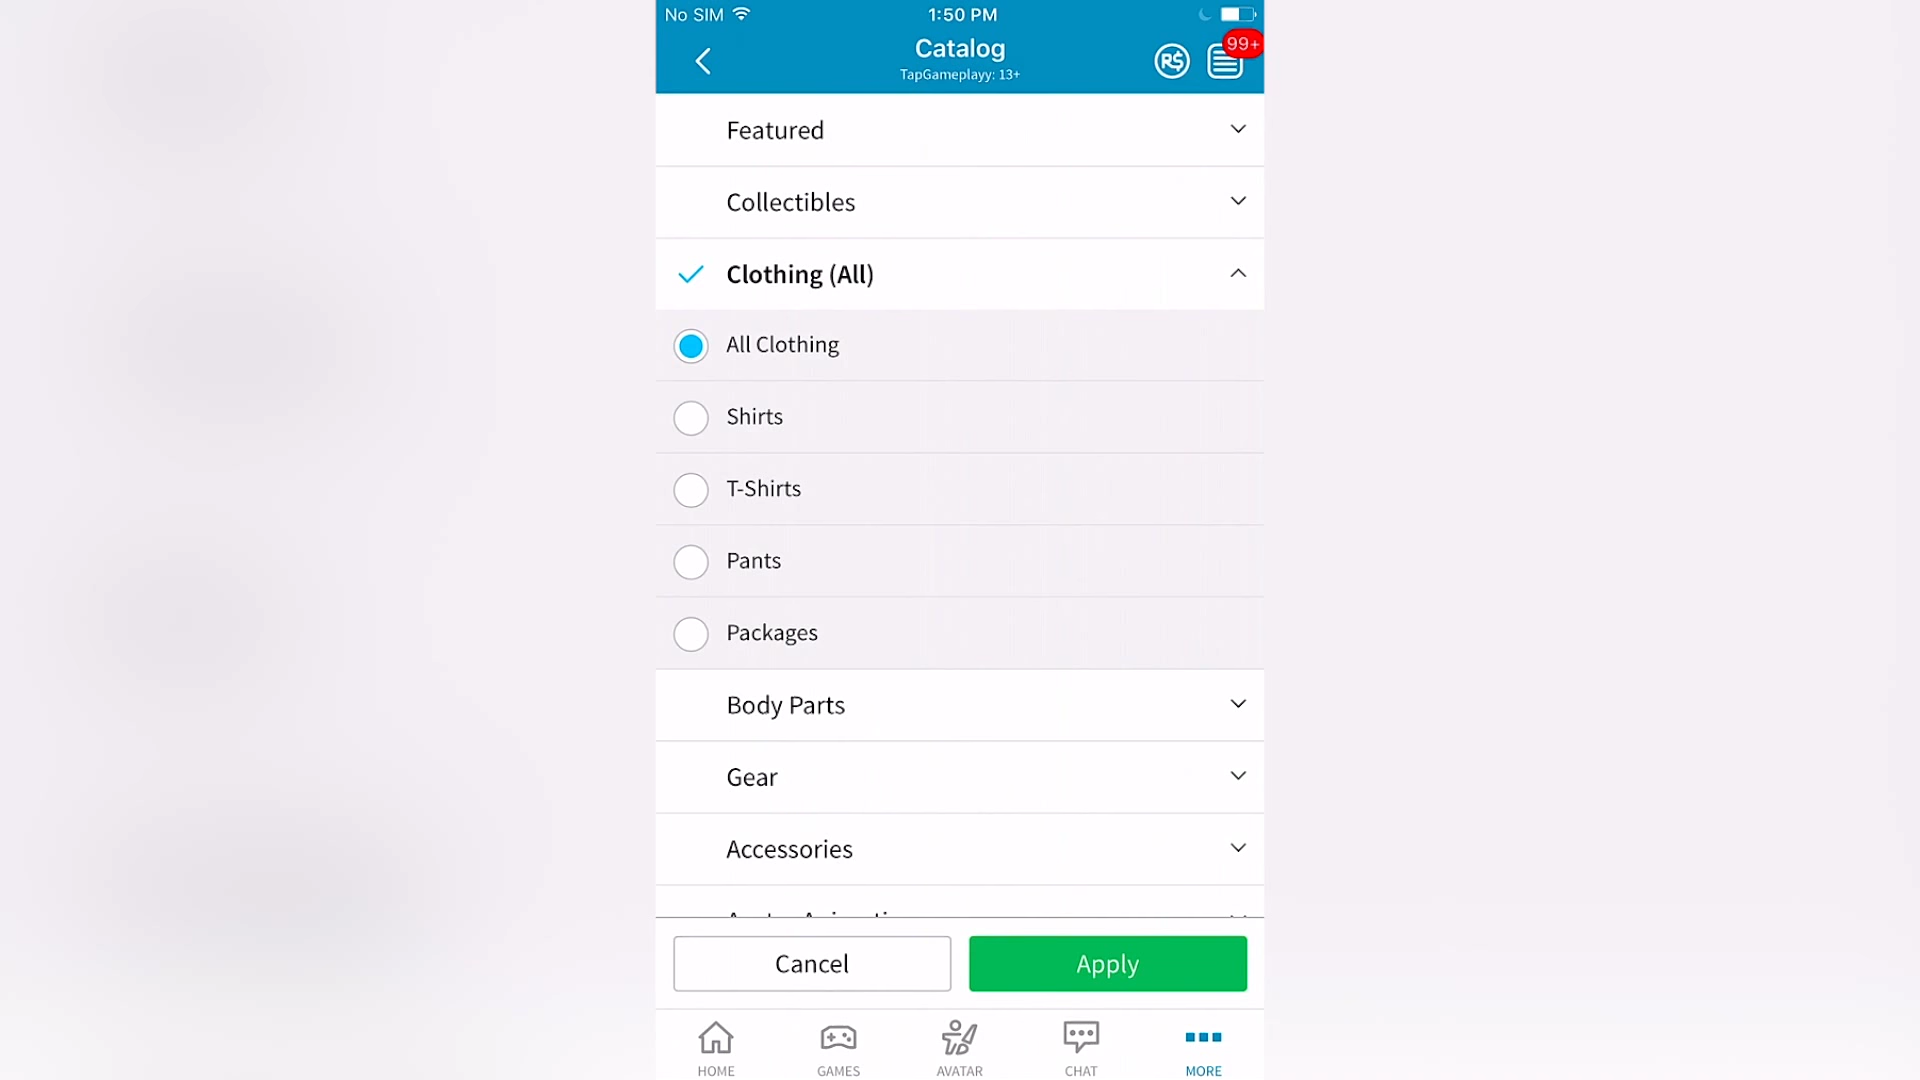 No SIM
1:50 PM
Catalog
TapGameplayy: 13+
R$
99+
Featured
Collectibles
Clothing (All)
All Clothing
Shirts
T-Shirts
Pants
Packages
Body Parts
Gear
Accessories
Cancel
Apply
HOME
GAMES
AVATAR
CHAT
MORE